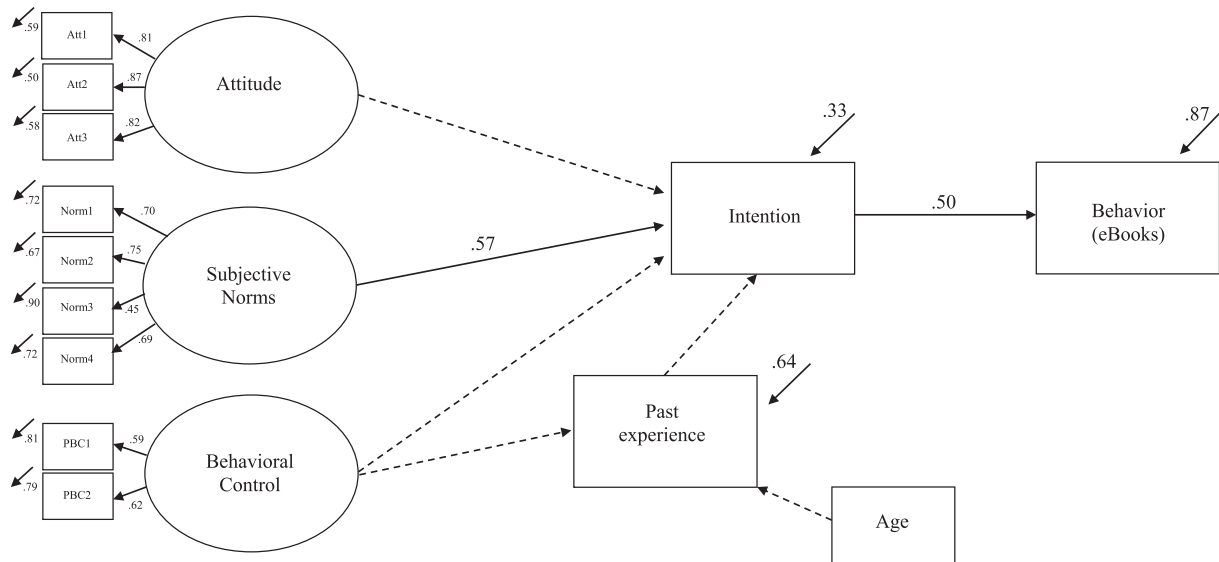 .59
Att1
.81
.50
Att2
.87
.58
Att3
.82
Attitude
.72
Norm1
.70
.67
Norm2
.75
.90
Norm3
.45
.72
Norm4
.69
Subjective
Norms
.57
.81
PBC1
.59
.79
PBC2
.62
Behavioral
Control
.33
Intention
.50
.87
Behavior
(eBooks)
.64
Past
experience
Age